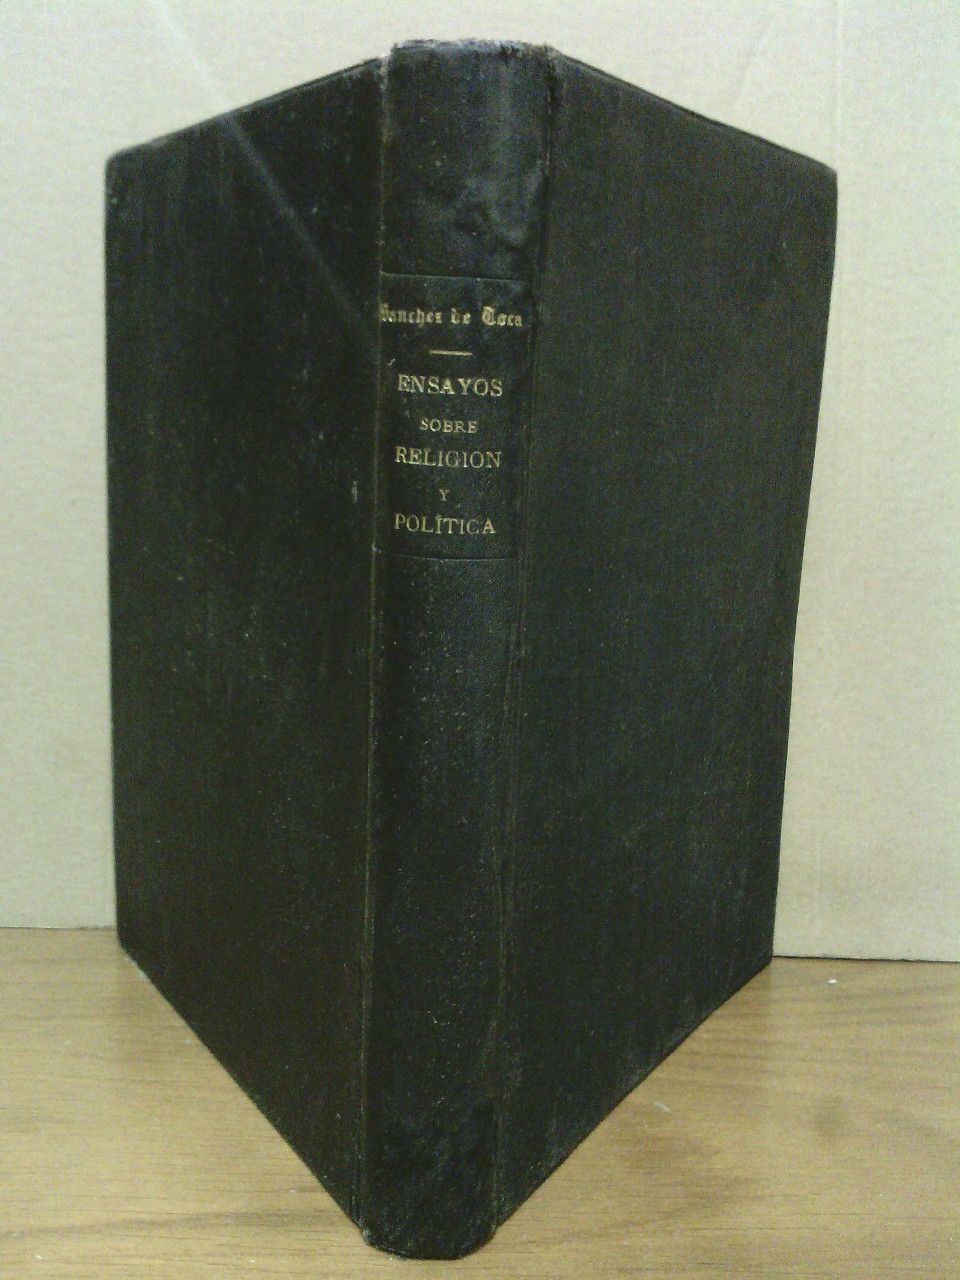 Sanchez de Toca
ENSAYOS
SOBRE
RELIGION
Y
POLÍTICA